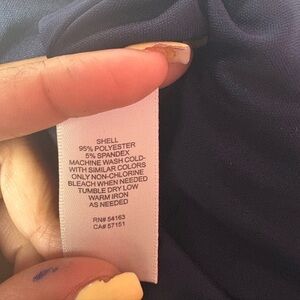 SHELL
95% POLYESTER
5% SPANDEX
MACHINE WASH COLD-
WITH SIMILAR COLORS
ONLY NON-CHLORINE
BLEACH WHEN NEEDED
TUMBLE DRY LOW
WARM IRON
AS NEEDED
RN# 54163
CA# 57151